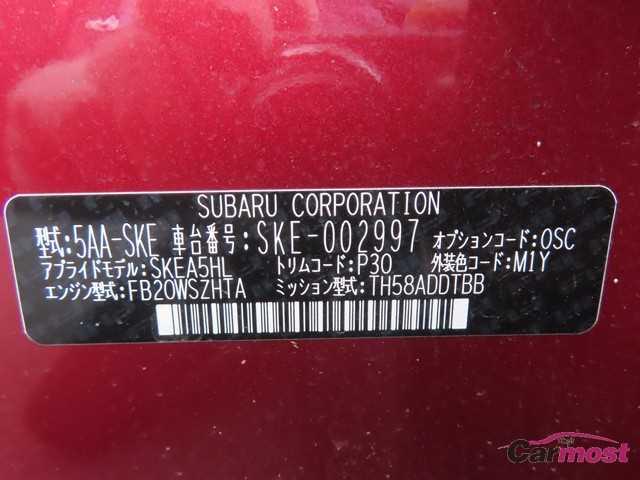 SUBARU CORPORATION
型式:5AA-SKE 車台番号:SKE-002997 オプションコード:OSC
アプライドモデル:SKEA5HL トリムコード:P30 外装色コード:M1Y
エンジン型式:FB20WSZHTA ミッション型式:TH58ADDTBB
Carmost